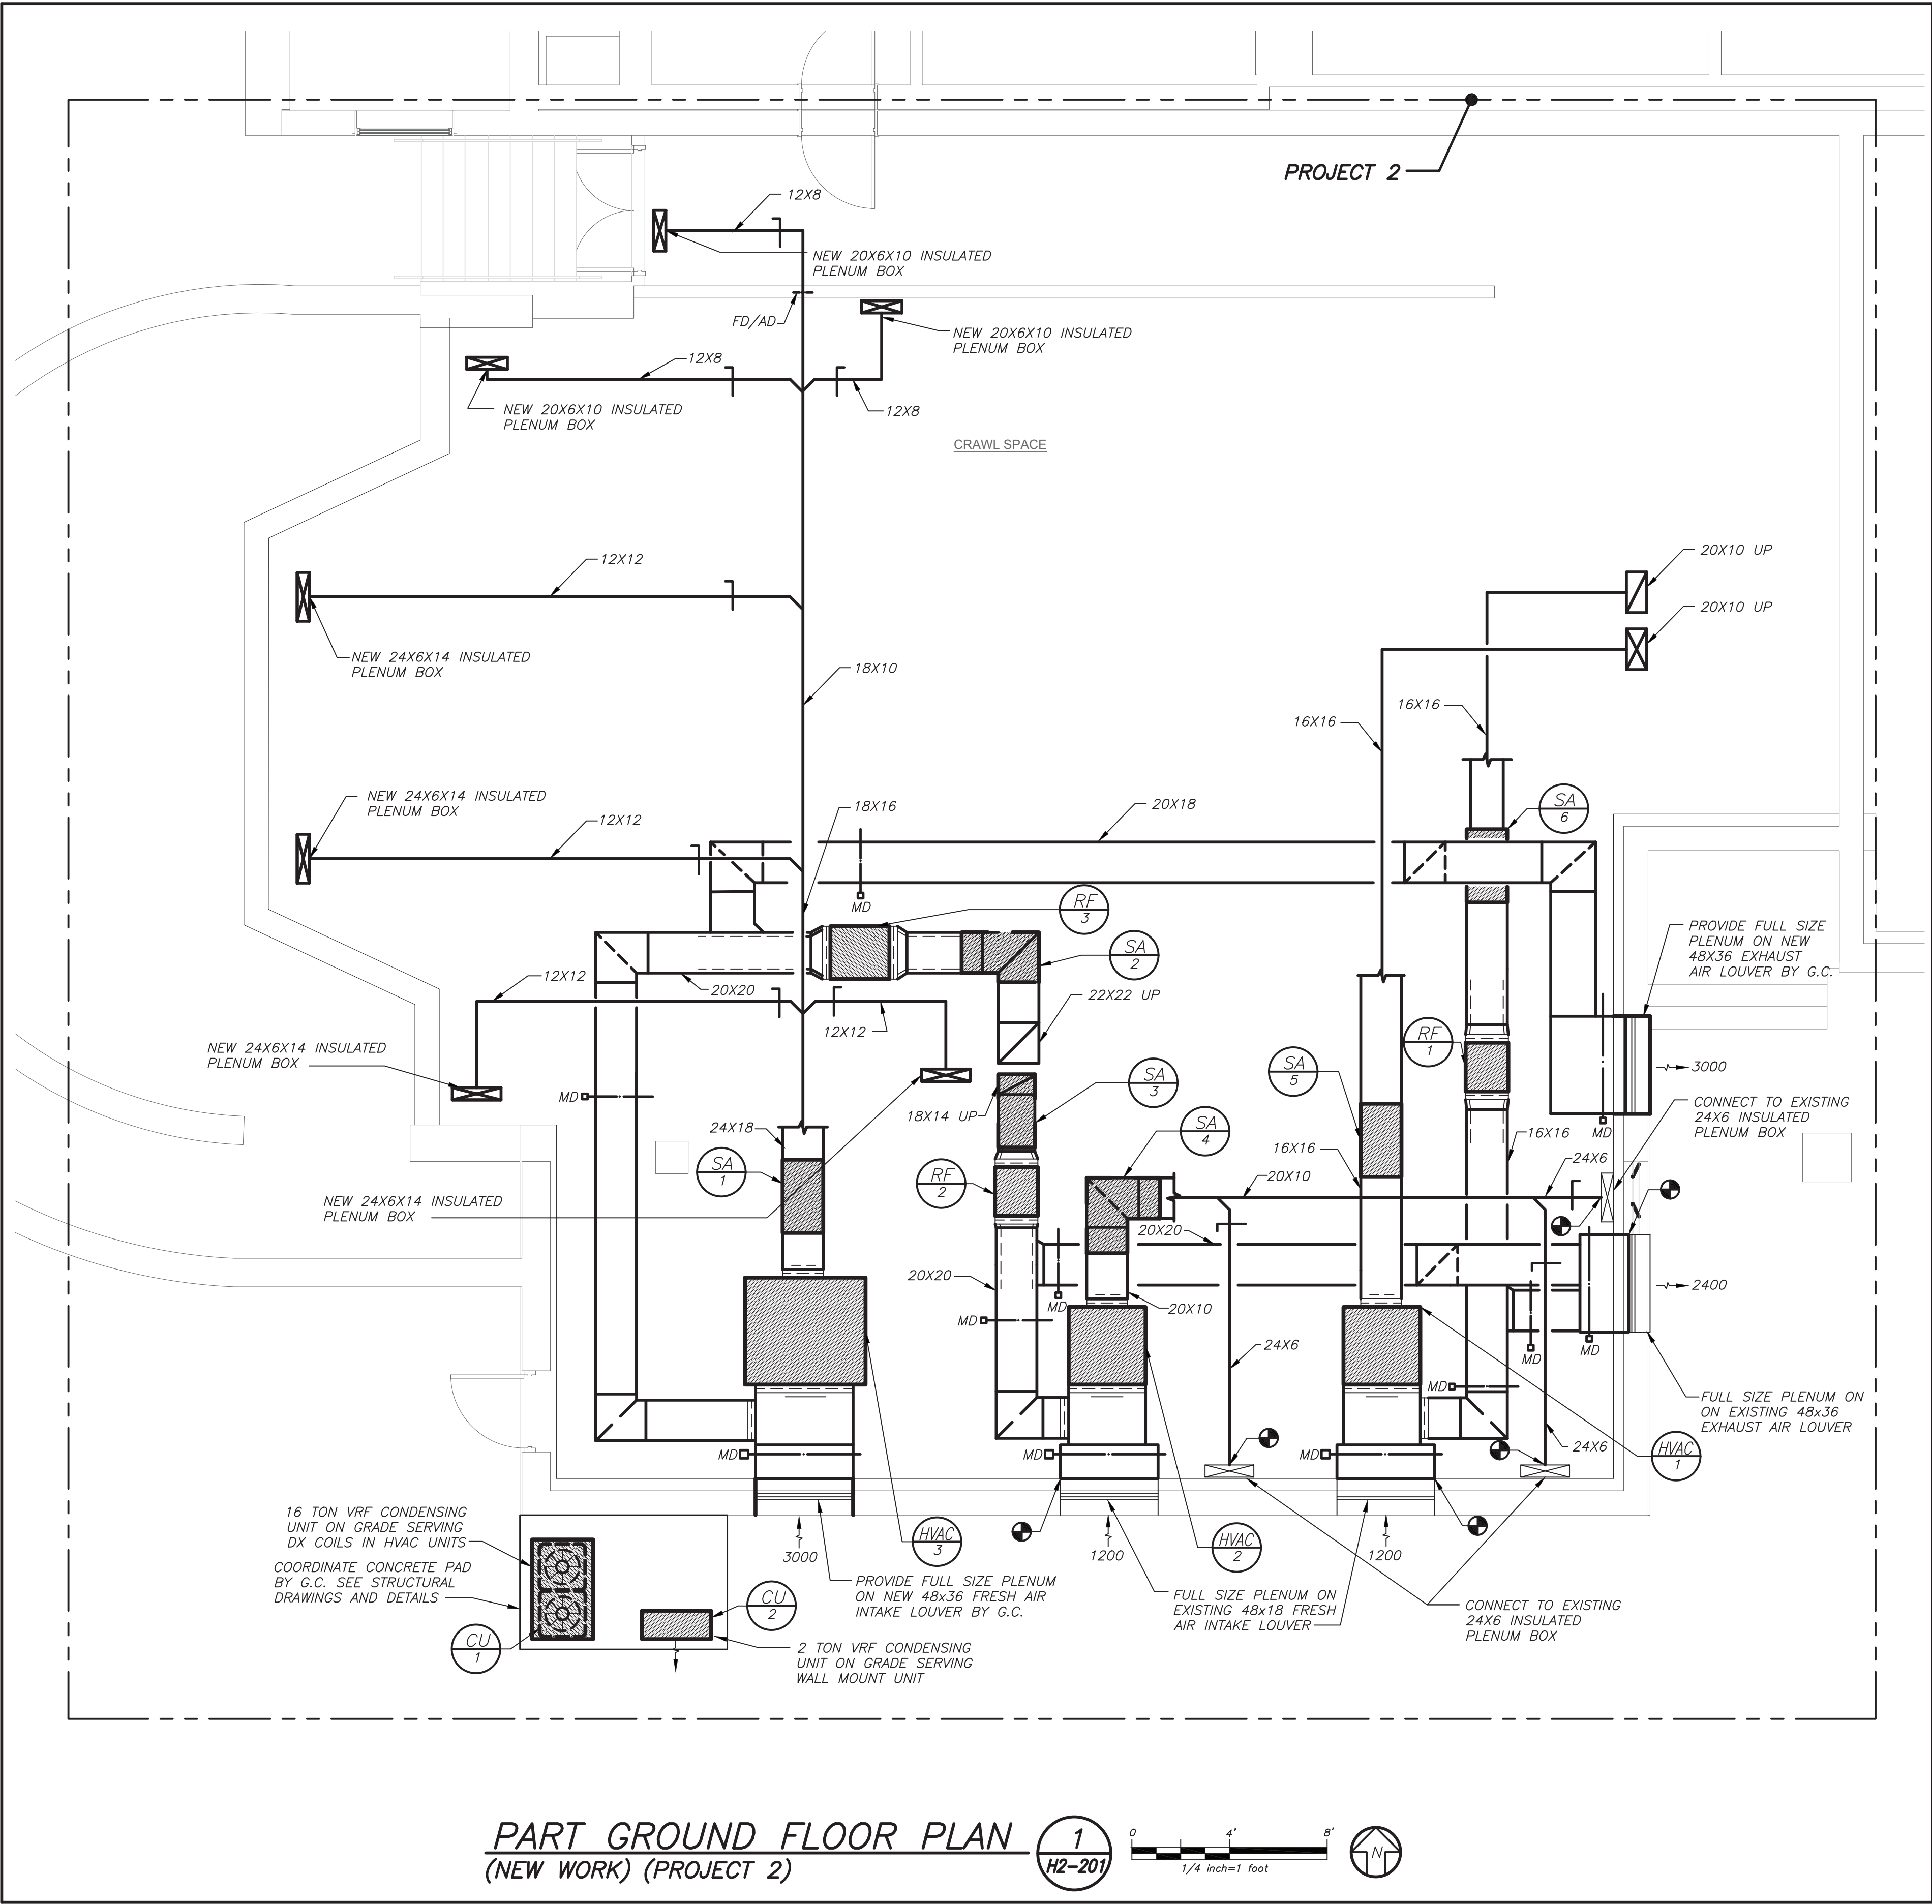 PROJECT 2
12X8
NEW 20X6X10 INSULATED
PLENUM BOX
FD/AD
NEW 20X6X10 INSULATED
PLENUM BOX
12X8
NEW 20X6X10 INSULATED
PLENUM BOX
12X8
CRAWL SPACE
12X12
20X10 UP
20X10 UP
NEW 24X6X14 INSULATED
PLENUM BOX
18X10
16X16
16X16
NEW 24X6X14 INSULATED
PLENUM BOX
12X12
18X16
20X18
SA
6
MD
RF
3
SA
2
PROVIDE FULL SIZE
PLENUM ON NEW
48X36 EXHAUST
AIR LOUVER BY G.C.
12X12
20X20
22X22 UP
12X12
NEW 24X6X14 INSULATED
PLENUM BOX
RF
1
SA
5
SA
3
3000
MD
18X14 UP
CONNECT TO EXISTING
24X6 INSULATED
PLENUM BOX
MD
24X18
SA
1
SA
4
16X16
16X16
24X6
RF
2
20X10
NEW 24X6X14 INSULATED
PLENUM BOX
20X20
20X20
2400
MD
20X10
MD
24X6
MD
MD
MD
FULL SIZE PLENUM ON
ON EXISTING 48x36
EXHAUST AIR LOUVER
MD
MD
MD
24X6
HVAC
1
16 TON VRF CONDENSING
UNIT ON GRADE SERVING
DX COILS IN HVAC UNITS
COORDINATE CONCRETE PAD
BY G.C. SEE STRUCTURAL
DRAWINGS AND DETAILS
CU
1
CU
2
3000
HVAC
3
1200
HVAC
2
1200
PROVIDE FULL SIZE PLENUM
ON NEW 48x36 FRESH AIR
INTAKE LOUVER BY G.C.
FULL SIZE PLENUM ON
EXISTING 48x18 FRESH
AIR INTAKE LOUVER
CONNECT TO EXISTING
24X6 INSULATED
PLENUM BOX
2 TON VRF CONDENSING
UNIT ON GRADE SERVING
WALL MOUNT UNIT
PART GROUND FLOOR PLAN
(NEW WORK) (PROJECT 2)
1
H2-201
0 4' 8'
1/4 inch=1 foot
N